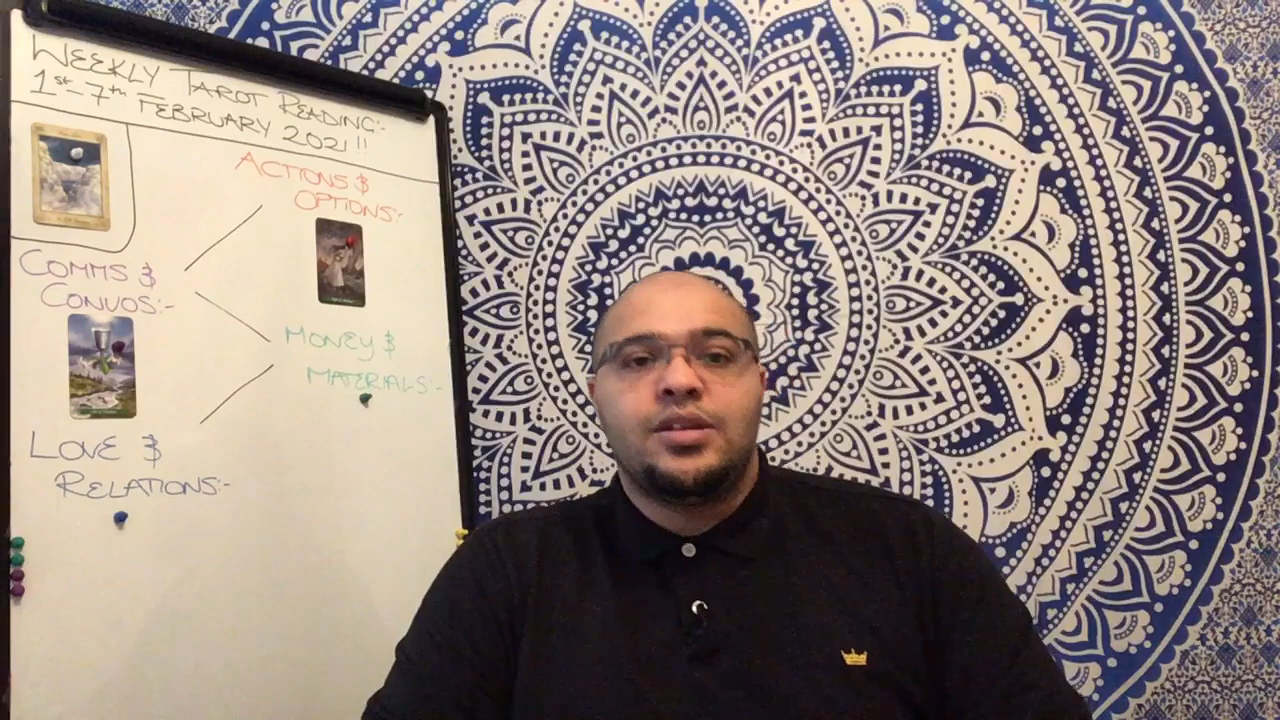 WEEKLY TAROT READING:-
1st-7th FEBRUARY 2021!!
ACTIONS &
OPTIONS:-
COMMS &
CONVOS:-
MONEY &
MATERIALS:-
LOVE &
RELATIONS:-